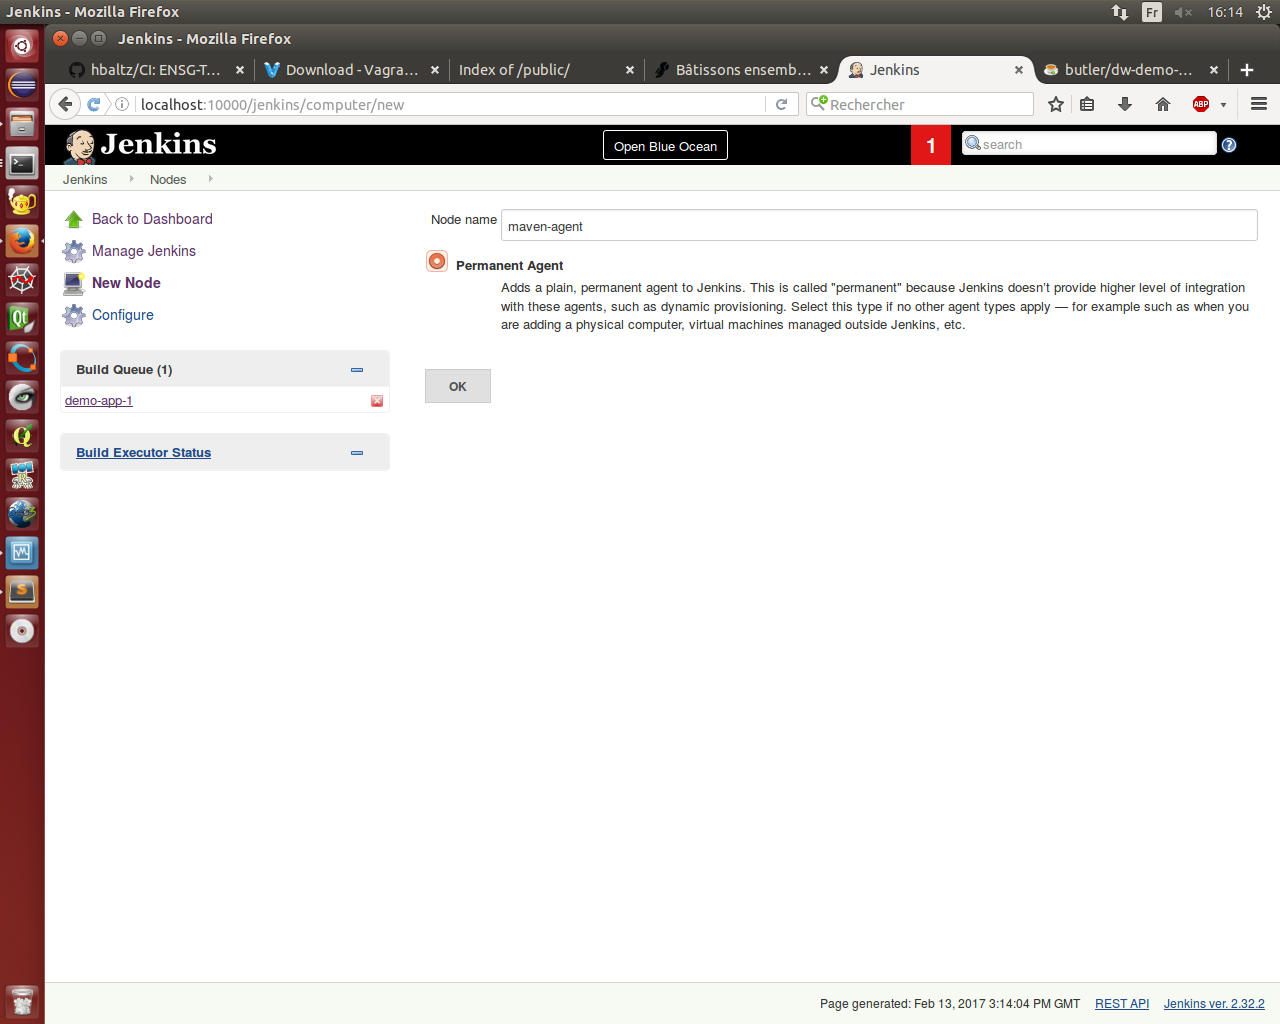 Jenkins - Mozilla Firefox
Fr
16:14
Jenkins - Mozilla Firefox
hbaltz/CI: ENSG-T...
Download - Vagra...
Index of /public/
Bâtissons ensemb...
Jenkins
butler/dw-demo-...
localhost:10000/jenkins/computer/new
Rechercher
ABP
Jenkins
Open Blue Ocean
1
search
Jenkins
Nodes
Back to Dashboard
Manage Jenkins
New Node
Configure
Build Queue (1)
demo-app-1
Build Executor Status
Node name
maven-agent
Permanent Agent
Adds a plain, permanent agent to Jenkins. This is called "permanent" because Jenkins doesn't provide higher level of integration
with these agents, such as dynamic provisioning. Select this type if no other agent types apply — for example such as when you
are adding a physical computer, virtual machines managed outside Jenkins, etc.
OK
Page generated: Feb 13, 2017 3:14:04 PM GMT
REST API
Jenkins ver. 2.32.2